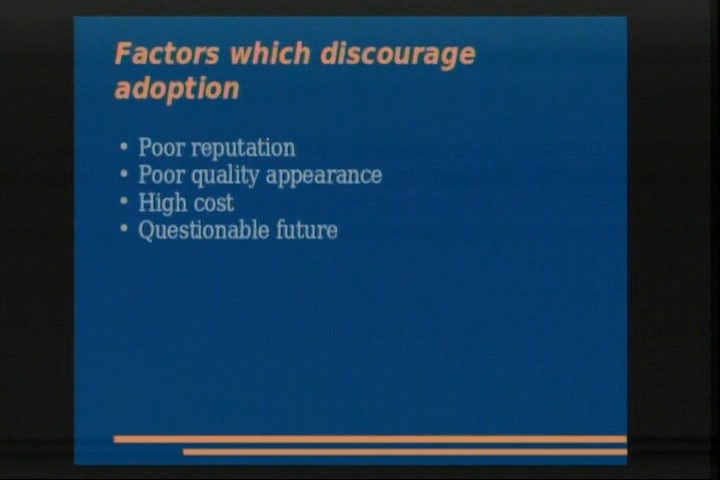 Factors which discourage
adoption
• Poor reputation
• Poor quality appearance
• High cost
• Questionable future